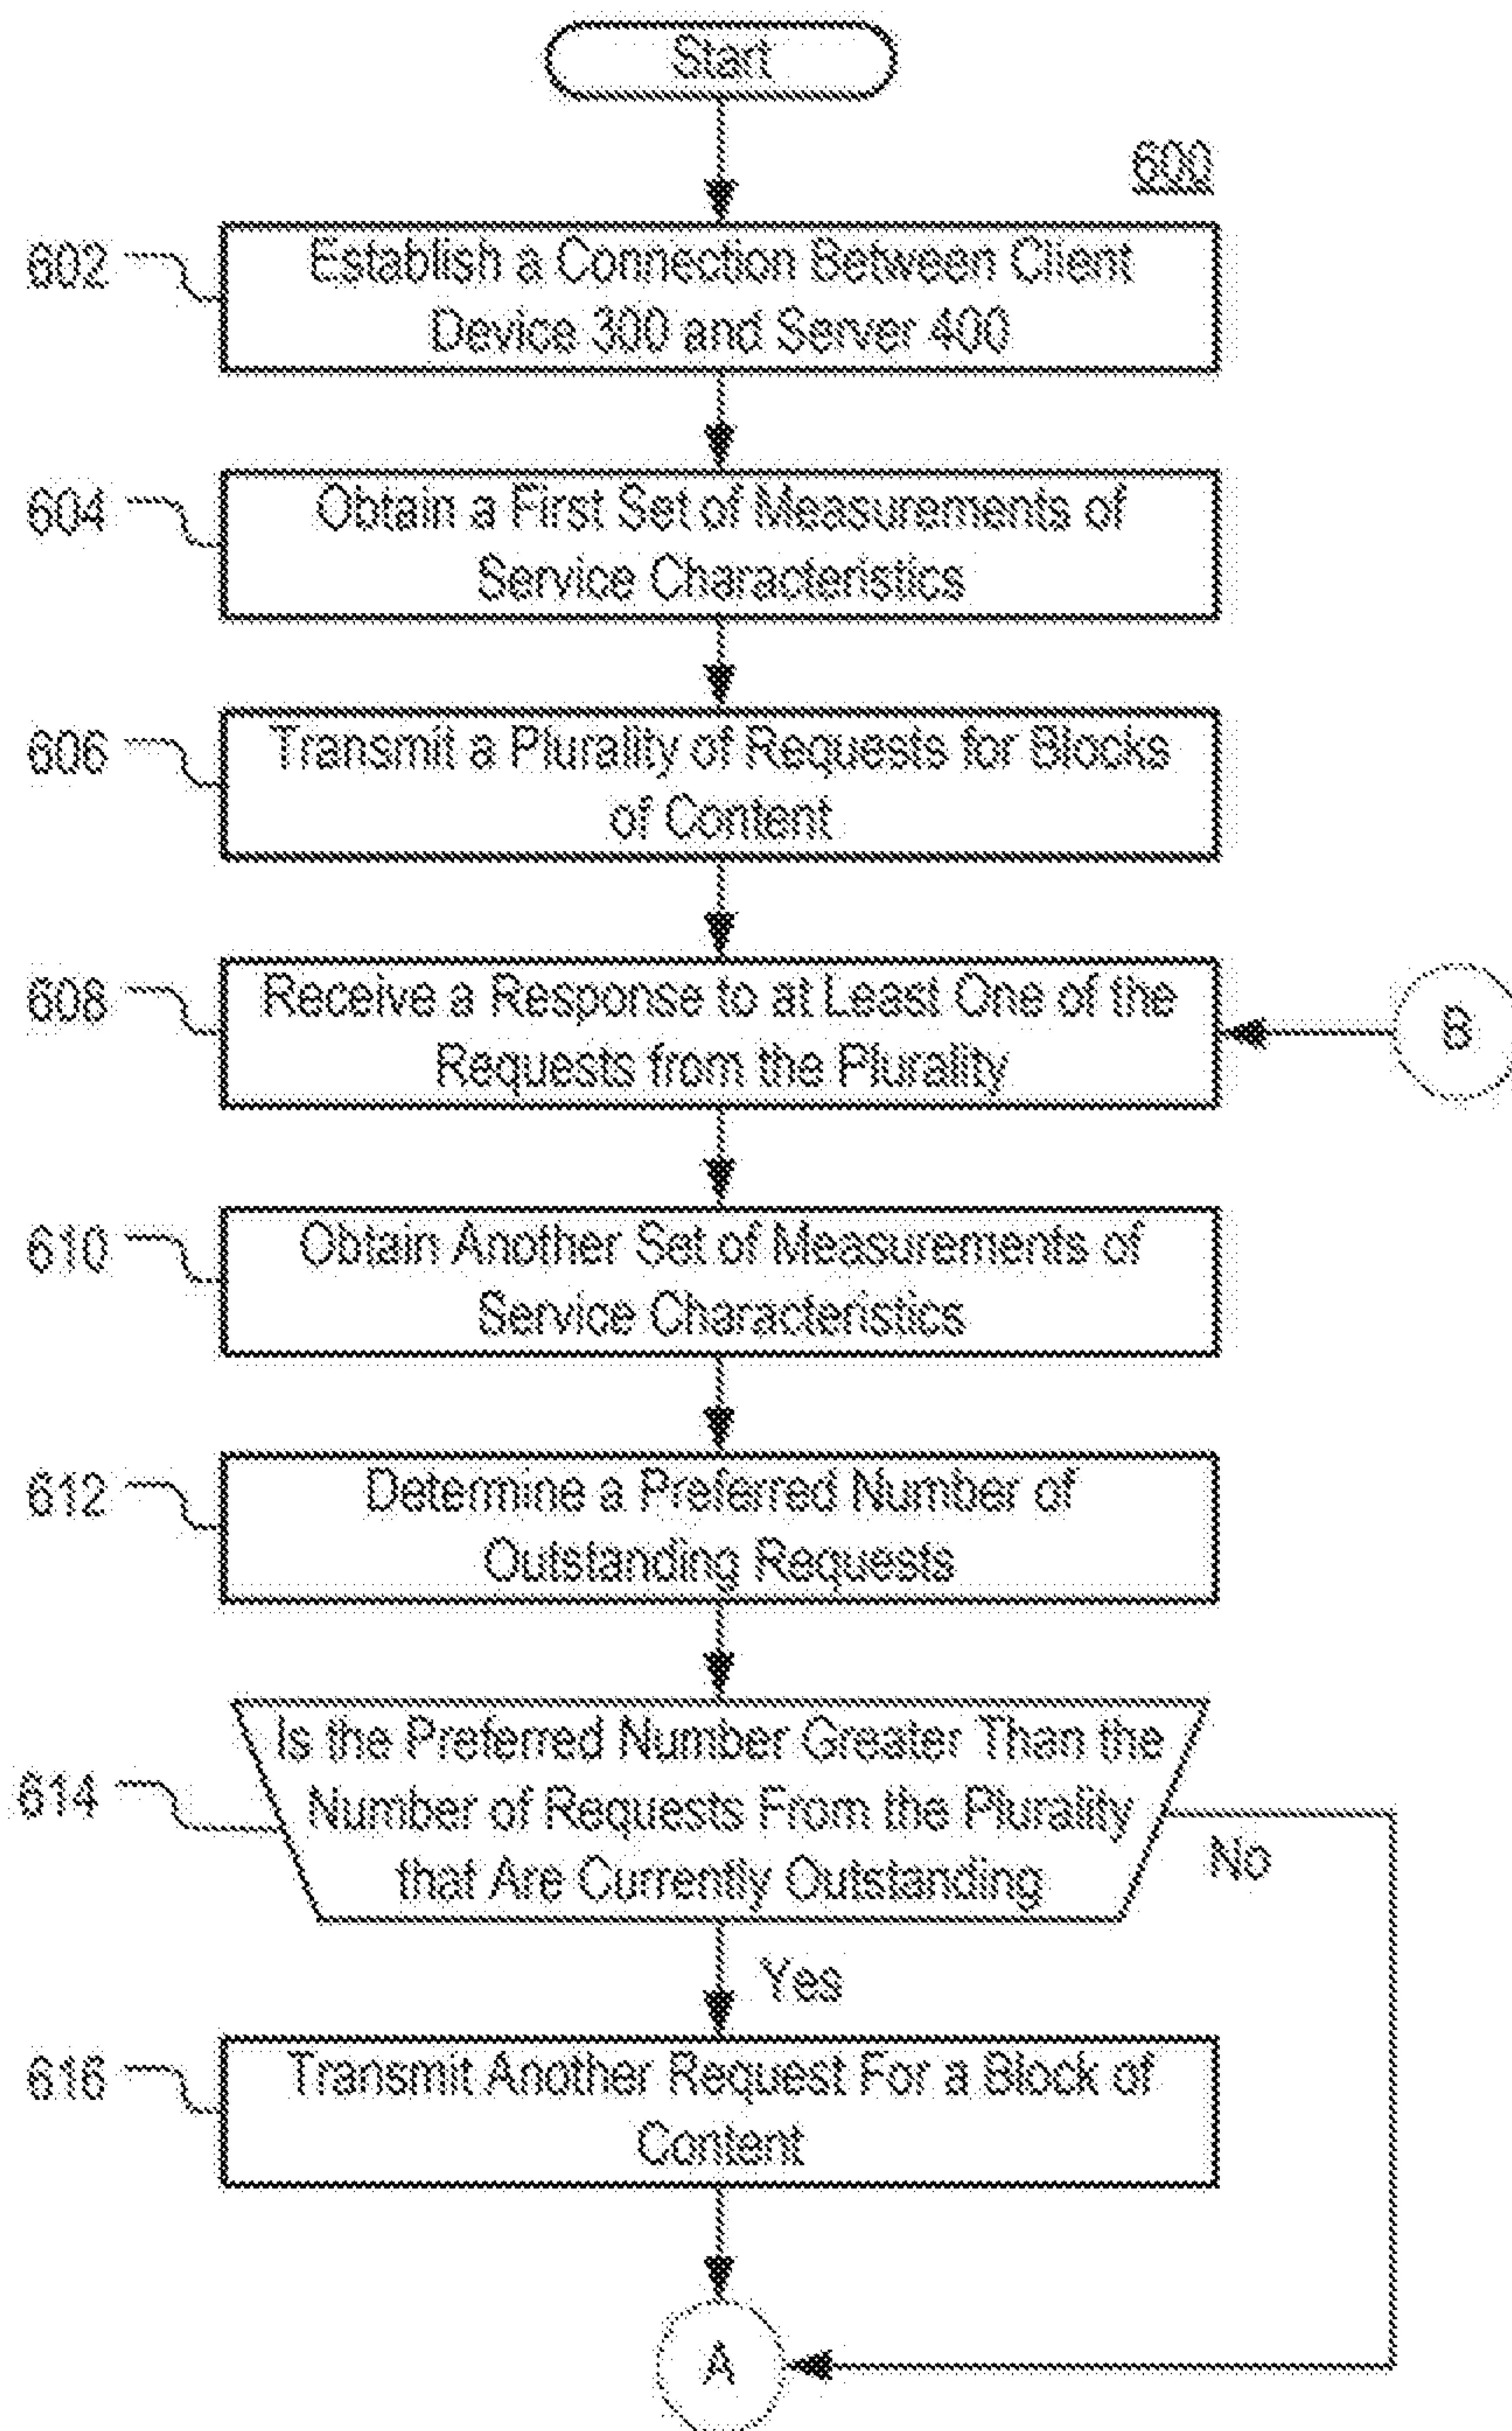 Start
600
602
Establish a Connection Between Client
Device 300 and Server 400
604
Obtain a First Set of Measurements of
Service Characteristics
606
Transmit a Plurality of Requests for Blocks
of Content
608
Receive a Response to at Least One of the
Requests from the Plurality
B
610
Obtain Another Set of Measurements of
Service Characteristics
612
Determine a Preferred Number of
Outstanding Requests
614
Is the Preferred Number Greater Than the
Number of Requests From the Plurality
that Are Currently Outstanding
No
Yes
616
Transmit Another Request For a Block of
Content
A